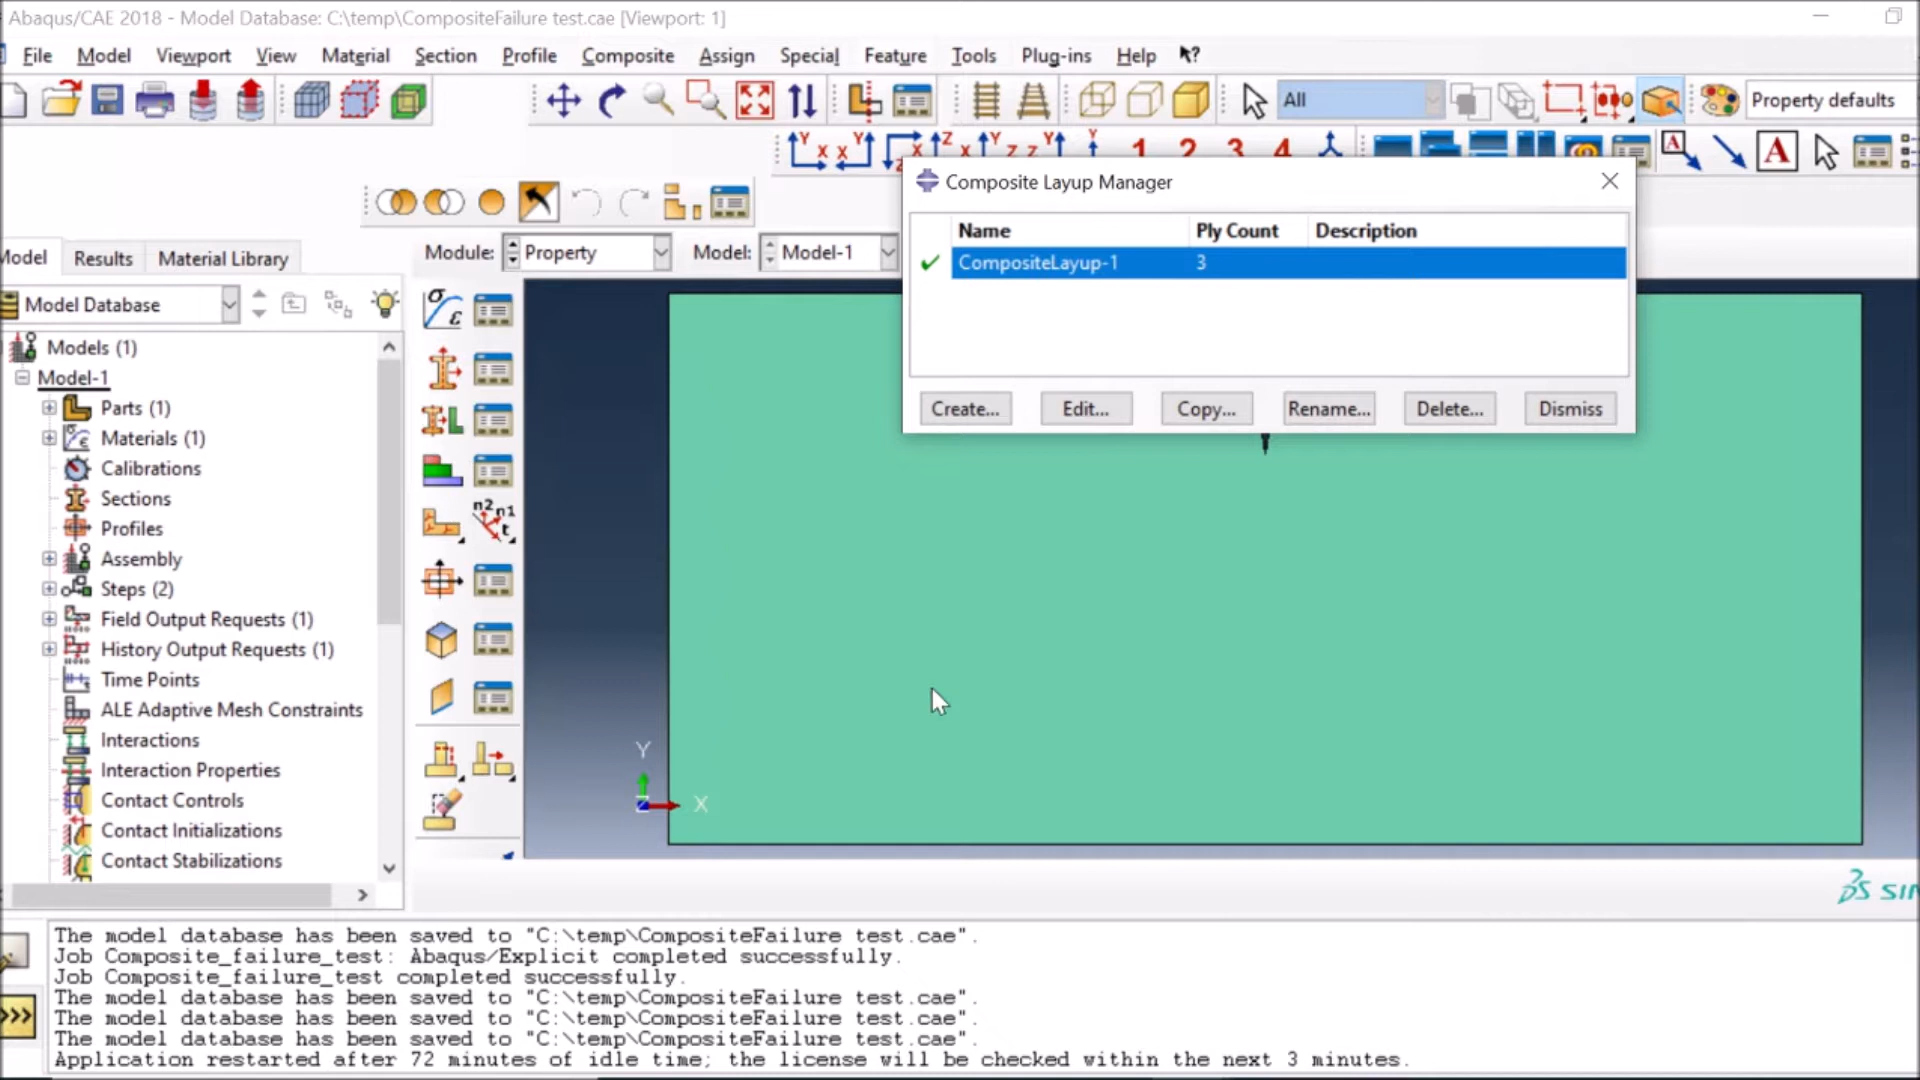 Abaqus/CAE 2018 - Model Database: C:\temp\CompositeFailure test.cae [Viewport: 1]
File Model Viewport View Material Section Profile Composite Assign Special Feature Tools Plug-ins Help
All
Property defaults
1 2 3 4
Composite Layup Manager
Name Ply Count Description
CompositeLayup-1 3
Create... Edit... Copy... Rename... Delete... Dismiss
Model Results Material Library
Module: Property Model: Model-1
Model Database
Models (1)
Model-1
Parts (1)
Materials (1)
Calibrations
Sections
Profiles
Assembly
Steps (2)
Field Output Requests (1)
History Output Requests (1)
Time Points
ALE Adaptive Mesh Constraints
Interactions
Interaction Properties
Contact Controls
Contact Initializations
Contact Stabilizations
Y
X
The model database has been saved to "C:\temp\CompositeFailure test.cae".
Job Composite_failure_test: Abaqus/Explicit completed successfully.
Job Composite_failure_test completed successfully.
The model database has been saved to "C:\temp\CompositeFailure test.cae".
The model database has been saved to "C:\temp\CompositeFailure test.cae".
The model database has been saved to "C:\temp\CompositeFailure test.cae".
Application restarted after 72 minutes of idle time; the license will be checked within the next 3 minutes.